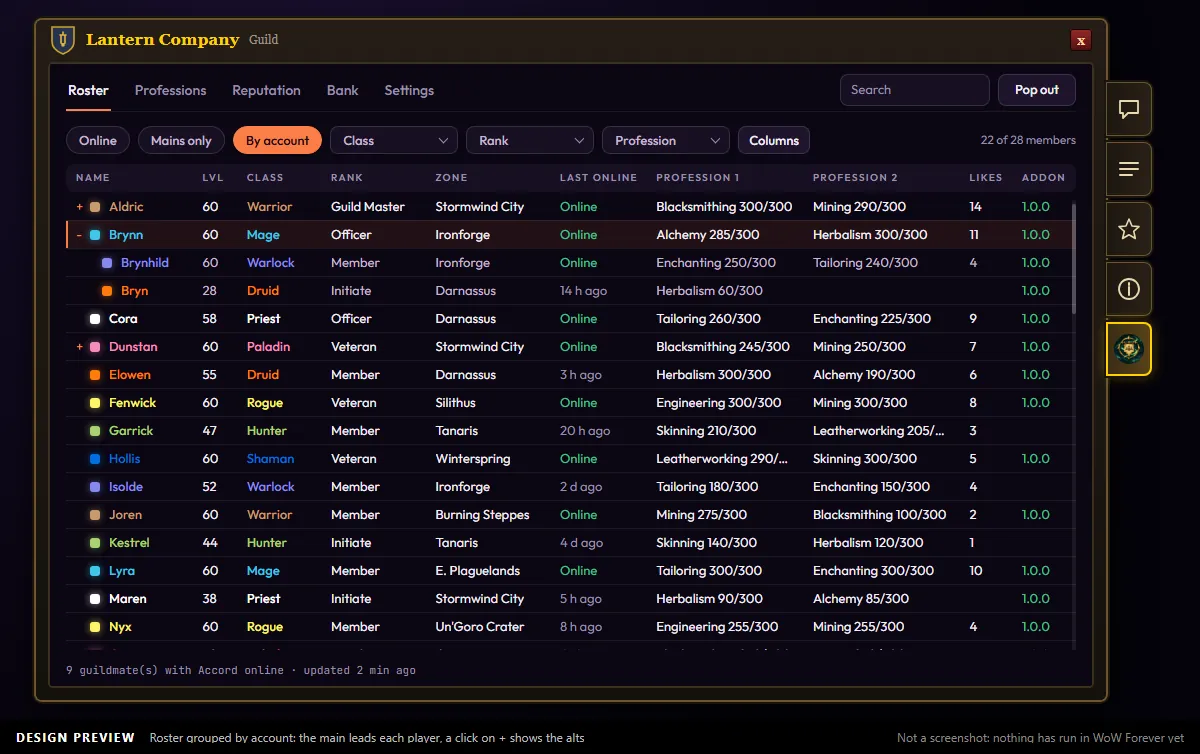 Lantern Company Guild x
Roster Professions Reputation Bank Settings Search Pop out
Online Mains only By account Class Rank Profession Columns 22 of 28 members
NAME LVL CLASS RANK ZONE LAST ONLINE PROFESSION 1 PROFESSION 2 LIKES ADDON
+ Aldric 60 Warrior Guild Master Stormwind City Online Blacksmithing 300/300 Mining 290/300 14 1.0.0
- Brynn 60 Mage Officer Ironforge Online Alchemy 285/300 Herbalism 300/300 11 1.0.0
Brynhild 60 Warlock Member Ironforge Online Enchanting 250/300 Tailoring 240/300 4 1.0.0
Bryn 28 Druid Initiate Darnassus 14 h ago Herbalism 60/300 1.0.0
Cora 58 Priest Officer Darnassus Online Tailoring 260/300 Enchanting 225/300 9 1.0.0
+ Dunstan 60 Paladin Veteran Stormwind City Online Blacksmithing 245/300 Mining 250/300 7 1.0.0
Elowen 55 Druid Member Darnassus 3 h ago Herbalism 300/300 Alchemy 190/300 6 1.0.0
Fenwick 60 Rogue Veteran Silithus Online Engineering 300/300 Mining 300/300 8 1.0.0
Garrick 47 Hunter Member Tanaris 20 h ago Skinning 210/300 Leatherworking 205/... 3
Hollis 60 Shaman Veteran Winterspring Online Leatherworking 290/... Skinning 300/300 5 1.0.0
Isolde 52 Warlock Member Ironforge 2 d ago Tailoring 180/300 Enchanting 150/300 4
Joren 60 Warrior Member Burning Steppes Online Mining 275/300 Blacksmithing 100/300 2 1.0.0
Kestrel 44 Hunter Initiate Tanaris 4 d ago Skinning 140/300 Herbalism 120/300 1
Lyra 60 Mage Member E. Plaguelands Online Tailoring 300/300 Enchanting 300/300 10 1.0.0
Maren 38 Priest Initiate Stormwind City 5 h ago Herbalism 90/300 Alchemy 85/300 1.0.0
Nyx 60 Rogue Member Un'Goro Crater 8 h ago Engineering 255/300 Mining 255/300 4 1.0.0
9 guildmate(s) with Accord online · updated 2 min ago
DESIGN PREVIEW Roster grouped by account: the main leads each player, a click on + shows the alts Not a screenshot: nothing has run in WoW Forever yet